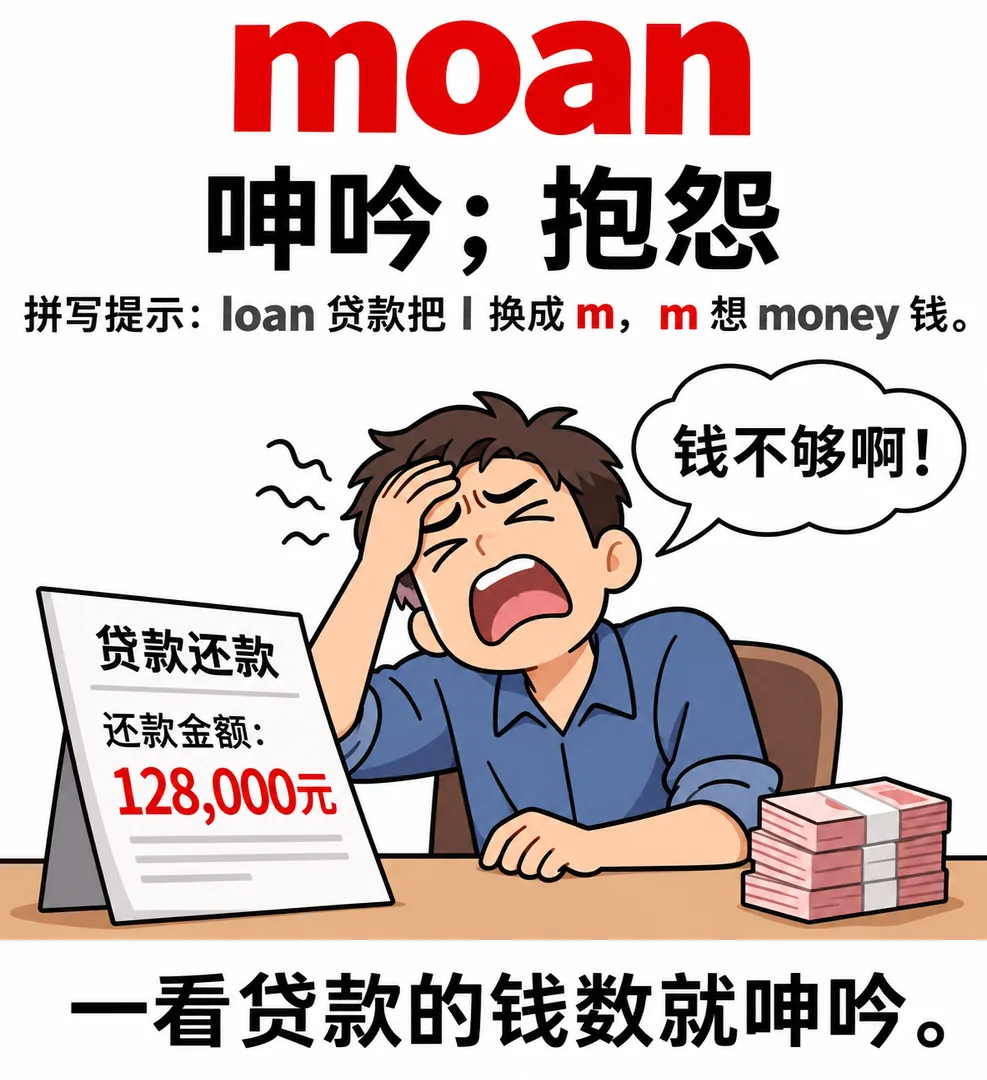 moan
呻吟；抱怨
拼写提示：loan 贷款把 l 换成 m，m 想 money 钱。
钱不够啊！
贷款还款
还款金额：
128,000元
一看贷款的钱数就呻吟。